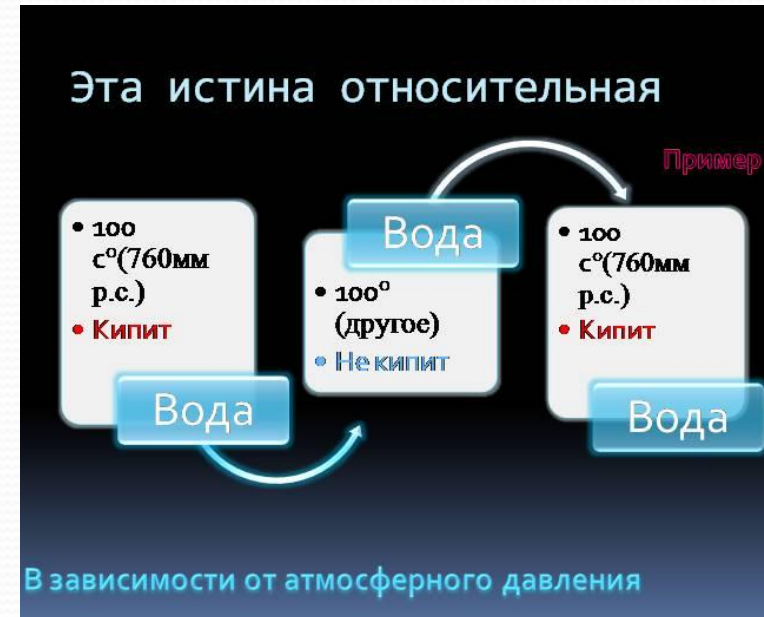 Эта истина относительная
Пример
• 100
с°(760мм
р.с.)
• Кипит
Вода
Вода
• 100°
(другое)
• Не кипит
• 100
с°(760мм
р.с.)
• Кипит
Вода
В зависимости от атмосферного давления